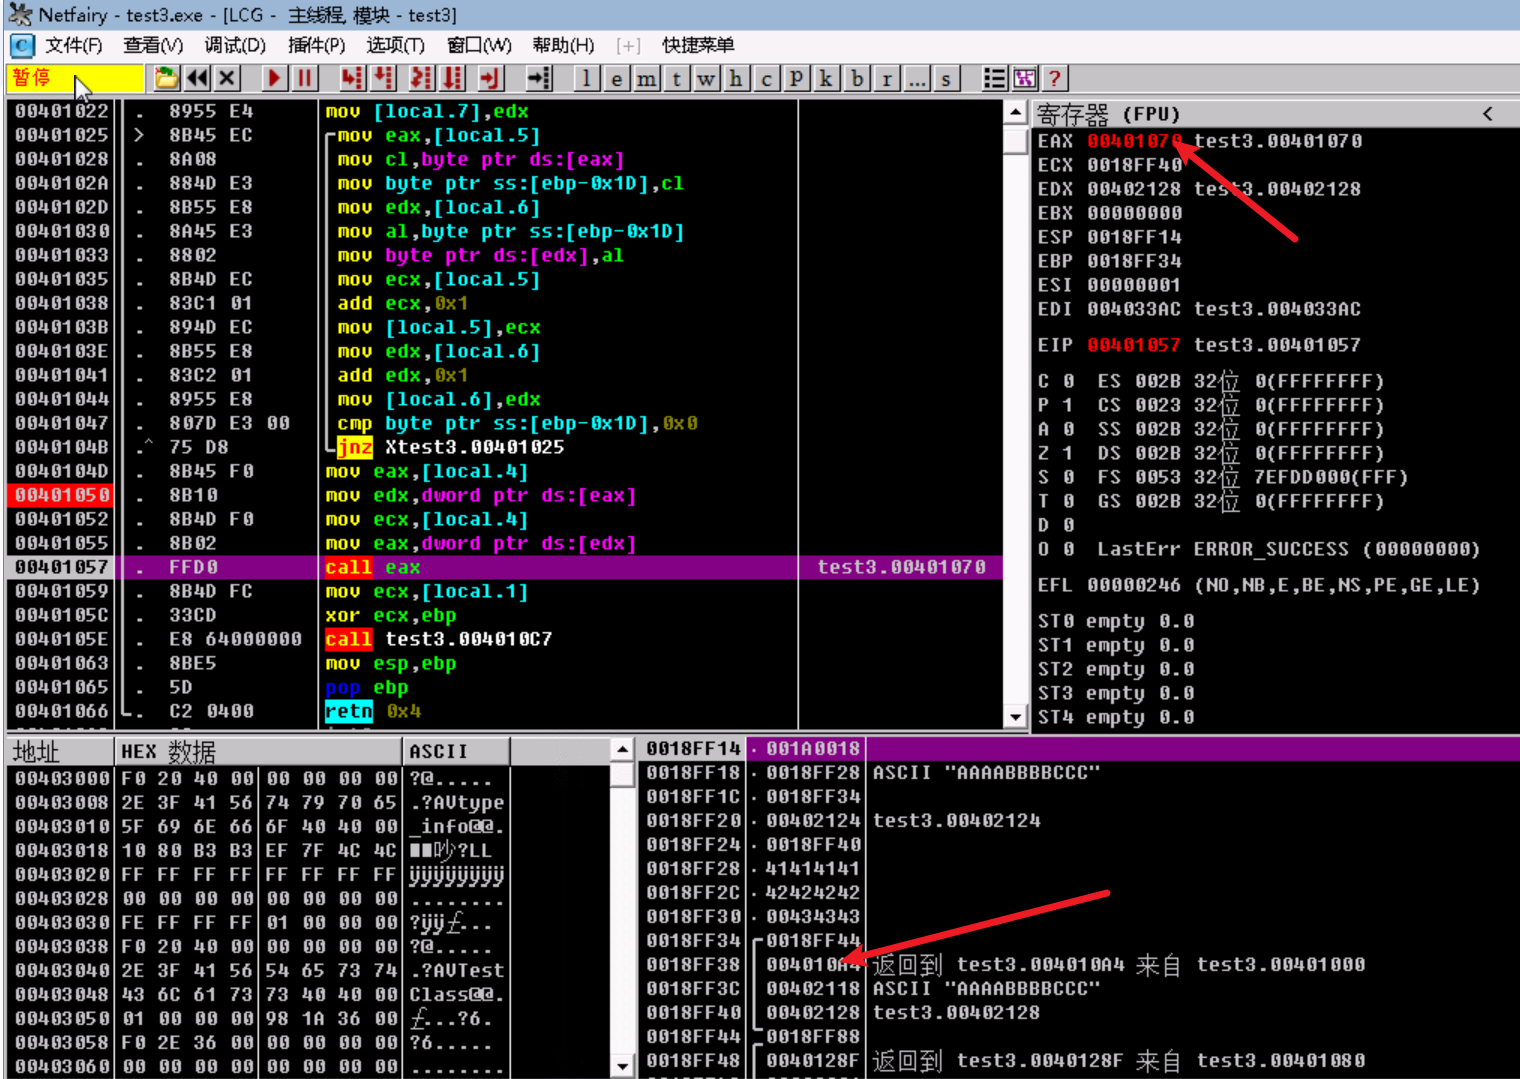 Netfairy - test3.exe - [LCG - 主线程, 模块 - test3]
文件(F) 查看(V) 调试(D) 插件(P) 选项(T) 窗口(W) 帮助(H) [+] 快捷菜单
暂停 l e m t w h c p k b r ... s ?
00401022 . 8955 E4 mov [local.7],edx
00401025 > 8B45 EC mov eax,[local.5]
00401028 . 8A08 mov cl,byte ptr ds:[eax]
0040102A . 884D E3 mov byte ptr ss:[ebp-0x1D],cl
0040102D . 8B55 E8 mov edx,[local.6]
00401030 . 8A45 E3 mov al,byte ptr ss:[ebp-0x1D]
00401033 . 8802 mov byte ptr ds:[edx],al
00401035 . 8B4D EC mov ecx,[local.5]
00401038 . 83C1 01 add ecx,0x1
0040103B . 894D EC mov [local.5],ecx
0040103E . 8B55 E8 mov edx,[local.6]
00401041 . 83C2 01 add edx,0x1
00401044 . 8955 E8 mov [local.6],edx
00401047 . 807D E3 00 cmp byte ptr ss:[ebp-0x1D],0x0
0040104B .^ 75 D8 jnz Xtest3.00401025
0040104D . 8B45 F0 mov eax,[local.4]
00401050 . 8B10 mov edx,dword ptr ds:[eax]
00401052 . 8B4D F0 mov ecx,[local.4]
00401055 . 8B02 mov eax,dword ptr ds:[edx]
00401057 . FFD0 call eax test3.00401070
00401059 . 8B4D FC mov ecx,[local.1]
0040105C . 33CD xor ecx,ebp
0040105E . E8 64000000 call test3.004010C7
00401063 . 8BE5 mov esp,ebp
00401065 . 5D pop ebp
00401066 . C2 0400 retn 0x4
寄存器 (FPU) <
EAX 00401070 test3.00401070
ECX 0018FF40
EDX 00402128 test3.00402128
EBX 00000000
ESP 0018FF14
EBP 0018FF34
ESI 00000001
EDI 004033AC test3.004033AC
EIP 00401057 test3.00401057
C 0 ES 002B 32位 0(FFFFFFFF)
P 1 CS 0023 32位 0(FFFFFFFF)
A 0 SS 002B 32位 0(FFFFFFFF)
Z 1 DS 002B 32位 0(FFFFFFFF)
S 0 FS 0053 32位 7EFDD000(FFF)
T 0 GS 002B 32位 0(FFFFFFFF)
D 0
O 0 LastErr ERROR_SUCCESS (00000000)
EFL 00000246 (NO,NB,E,BE,NS,PE,GE,LE)
ST0 empty 0.0
ST1 empty 0.0
ST2 empty 0.0
ST3 empty 0.0
ST4 empty 0.0
地址 HEX 数据 ASCII
00403000 F0 20 40 00 00 00 00 00 ?@.....
00403008 2E 3F 41 56 74 79 70 65 .?AVtype
00403010 5F 69 6E 66 6F 40 40 00 _info@@.
00403018 10 80 B3 B3 EF 7F 4C 4C ■■吵?LL
00403020 FF FF FF FF FF FF FF FF ÿÿÿÿÿÿÿÿ
00403028 00 00 00 00 00 00 00 00 ........
00403030 FE FF FF FF 01 00 00 00 ?ÿÿ£...
00403038 F0 20 40 00 00 00 00 00 ?@.....
00403040 2E 3F 41 56 54 65 73 74 .?AVTest
00403048 43 6C 61 73 73 40 40 00 Class@@.
00403050 01 00 00 00 98 1A 36 00 £...?6.
00403058 F0 2E 36 00 00 00 00 00 ?6.....
00403060 00 00 00 00 00 00 00 00 ........
0018FF14 . 001A0018
0018FF18 . 0018FF28 ASCII "AAAABBBBCCC"
0018FF1C . 0018FF34
0018FF20 . 00402124 test3.00402124
0018FF24 . 0018FF40
0018FF28 . 41414141
0018FF2C . 42424242
0018FF30 . 00434343
0018FF34 0018FF44
0018FF38 004010A4 返回到 test3.004010A4 来自 test3.00401000
0018FF3C 00402118 ASCII "AAAABBBBCCC"
0018FF40 00402128 test3.00402128
0018FF44 0018FF88
0018FF48 0040128F 返回到 test3.0040128F 来自 test3.00401080